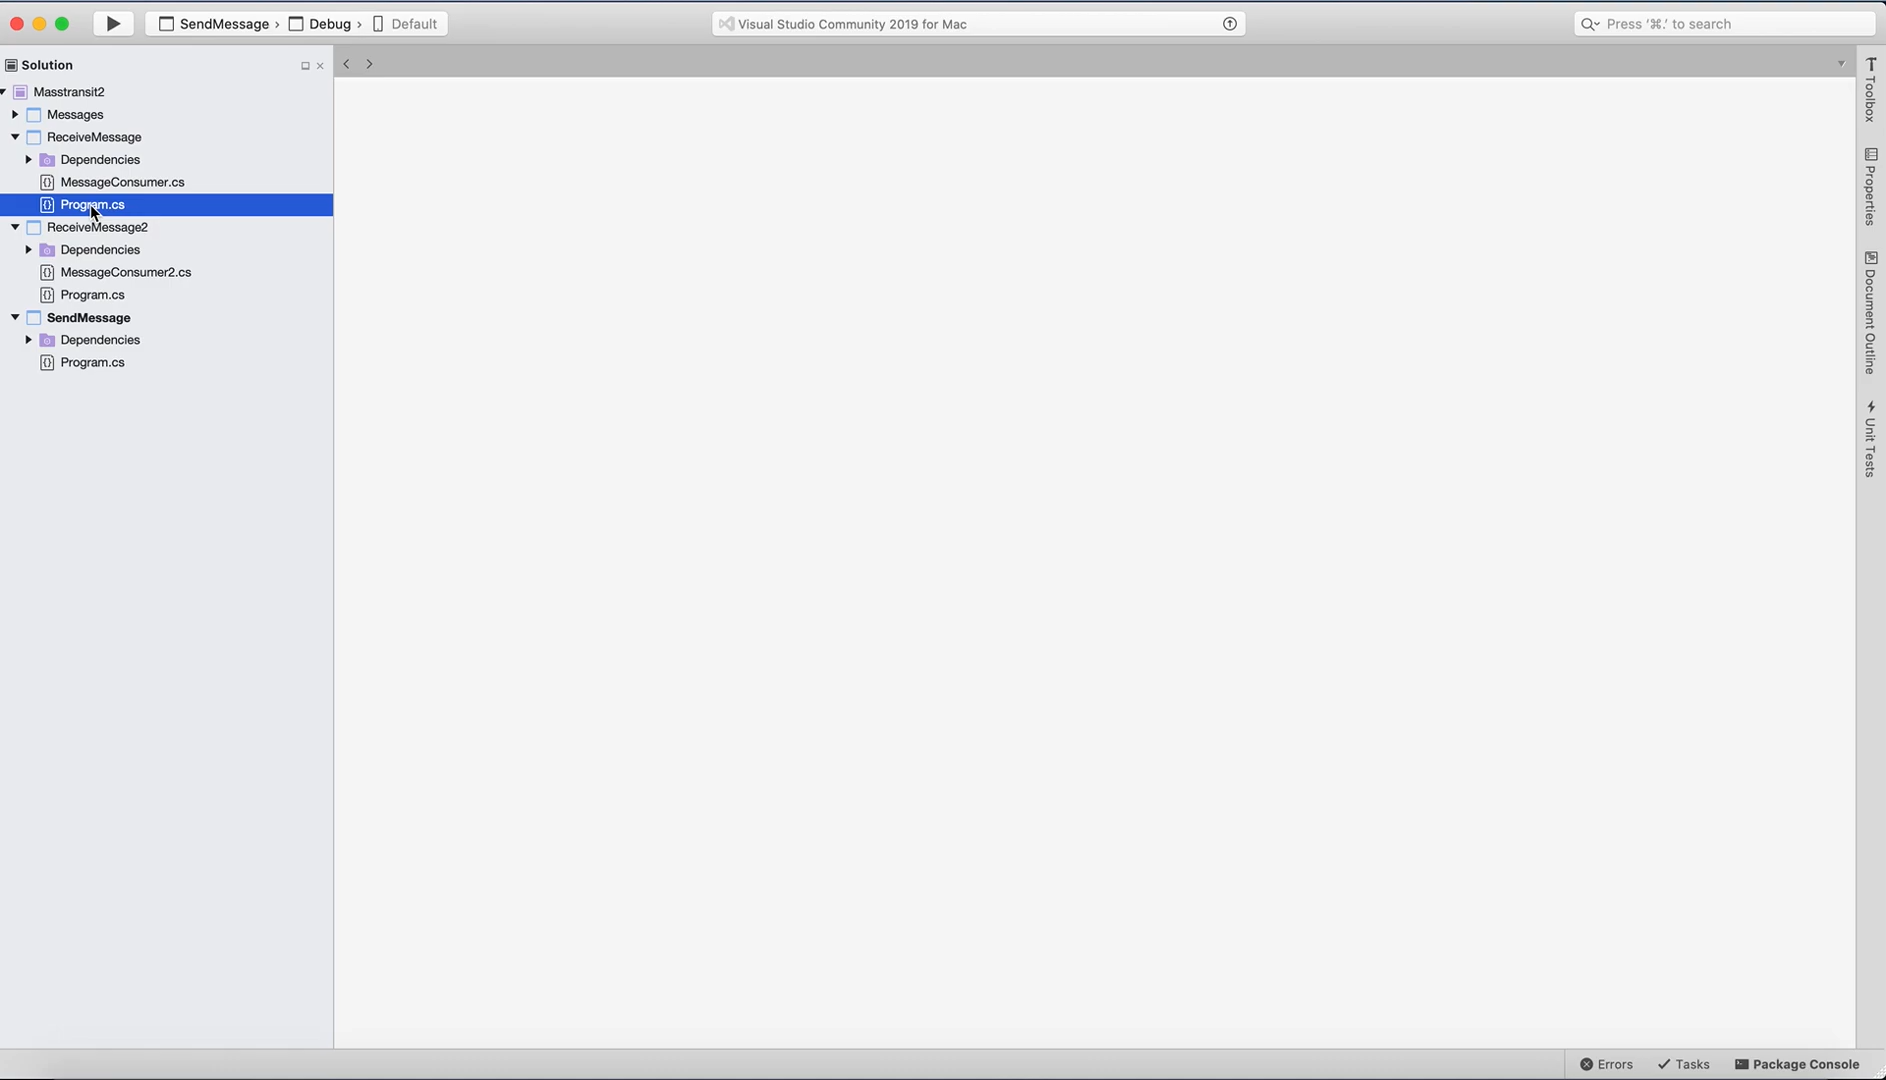 SendMessage › Debug › Default
Visual Studio Community 2019 for Mac
Press '⌘.' to search
Solution
Masstransit2
Messages
ReceiveMessage
Dependencies
MessageConsumer.cs
Program.cs
ReceiveMessage2
Dependencies
MessageConsumer2.cs
Program.cs
SendMessage
Dependencies
Program.cs
Toolbox
Properties
Document Outline
Unit Tests
Errors
Tasks
Package Console